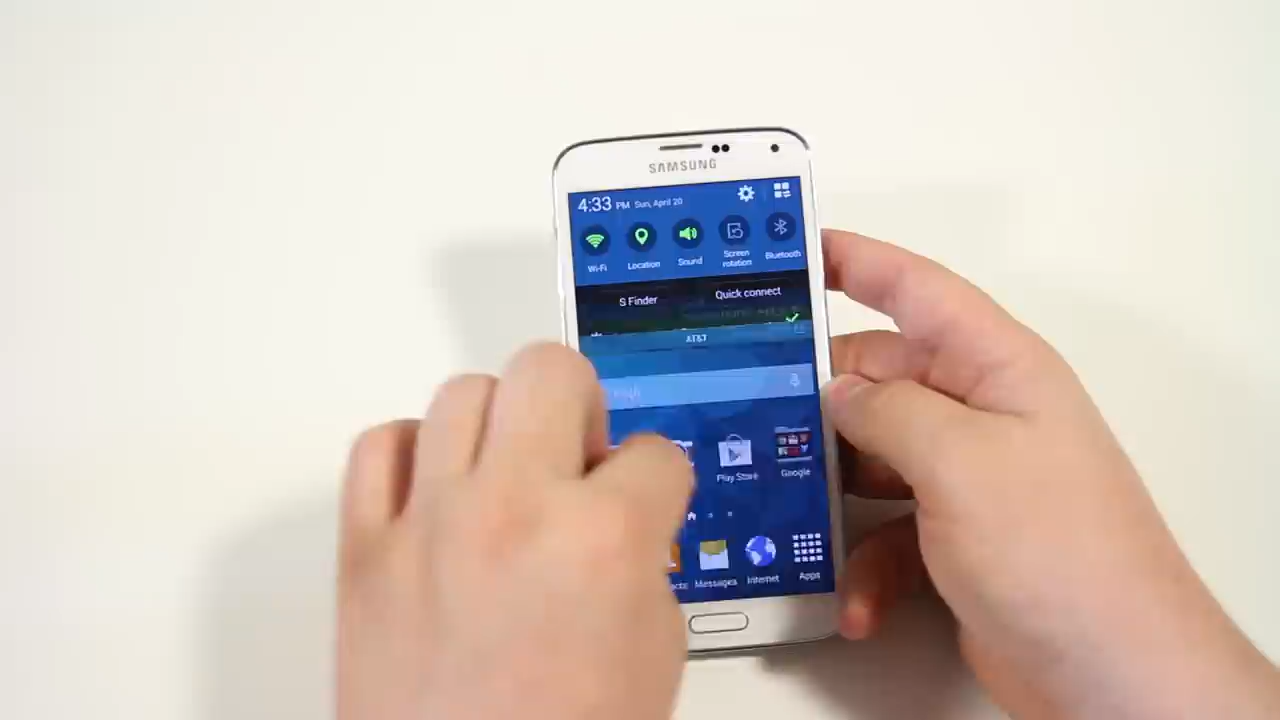 SAMSUNG
4:33 PM Sun, April 20
Wi-Fi
Location
Sound
Screen rotation
Bluetooth
S Finder
Quick connect
AT&T
Play Store
Google
Messages
Internet
Apps